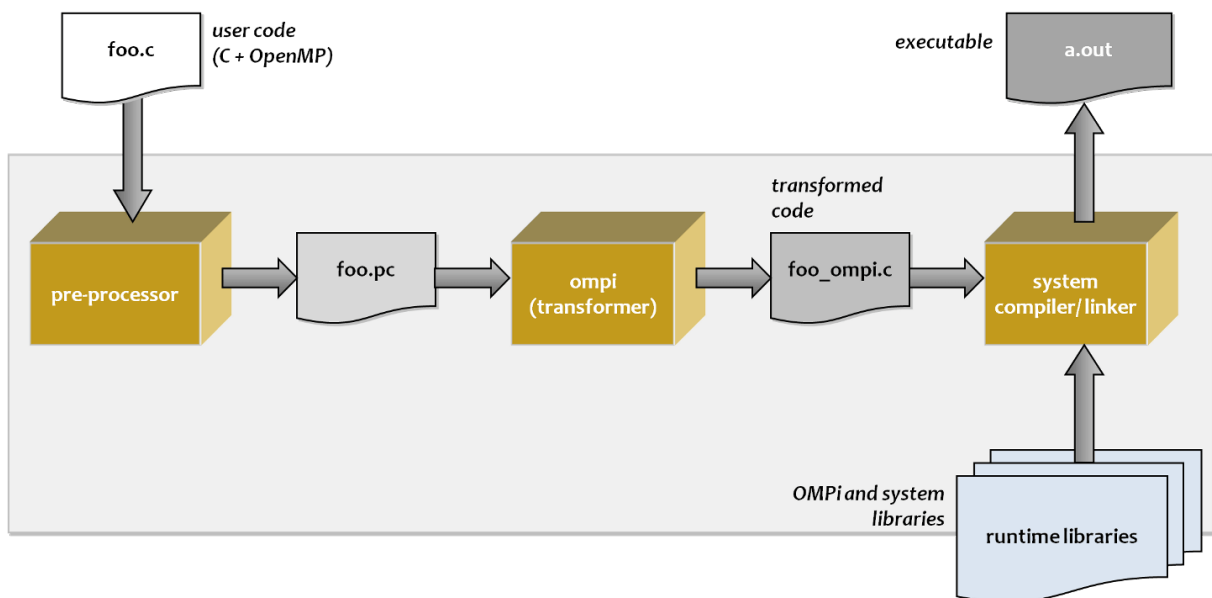 foo.c
user code
(C + OpenMP)
executable
a.out
pre-processor
foo.pc
ompi
(transformer)
transformed
code
foo_ompi.c
system
compiler/linker
OMPi and system
libraries
runtime libraries